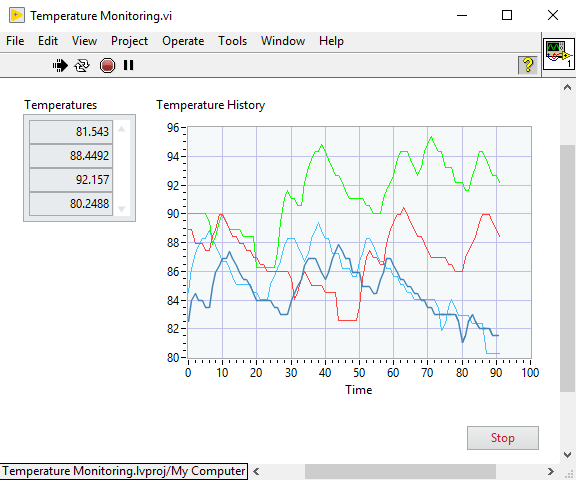 Temperature Monitoring.vi
File Edit View Project Operate Tools Window Help
?
1
Temperatures
81.543
88.4492
92.157
80.2488
Temperature History
96
94
92
90
88
86
84
82
80
0 10 20 30 40 50 60 70 80 90 100
Time
Stop
Temperature Monitoring.lvproj/My Computer